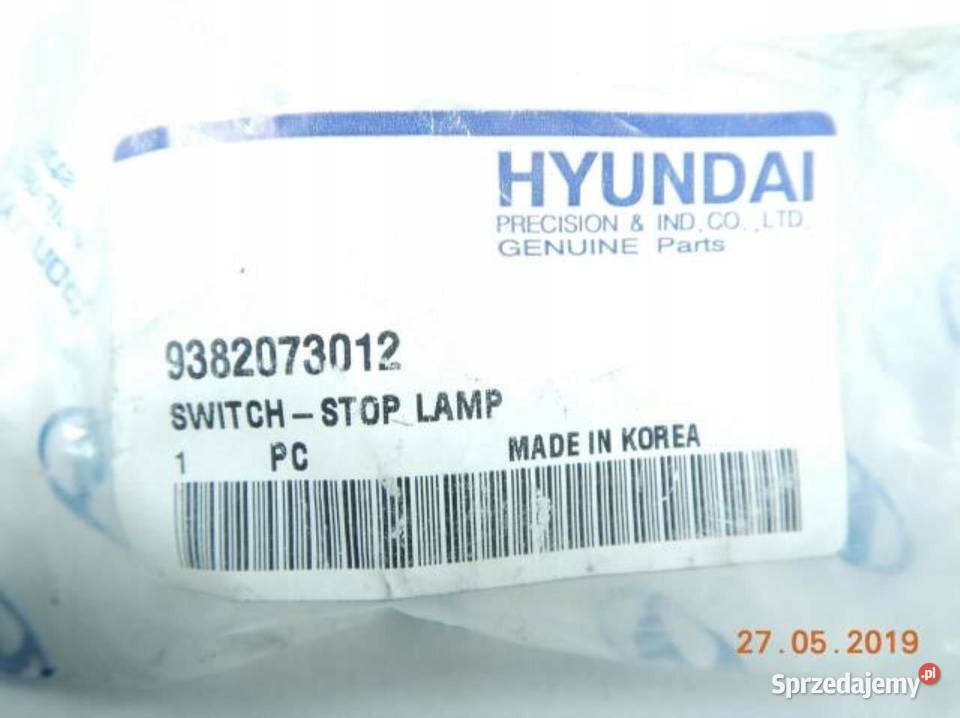 HYUNDAI
PRECISION & IND.CO.,LTD.
GENUINE Parts
9382073012
SWITCH-STOP LAMP
1 PC MADE IN KOREA
27.05.2019
Sprzedajemy.pl